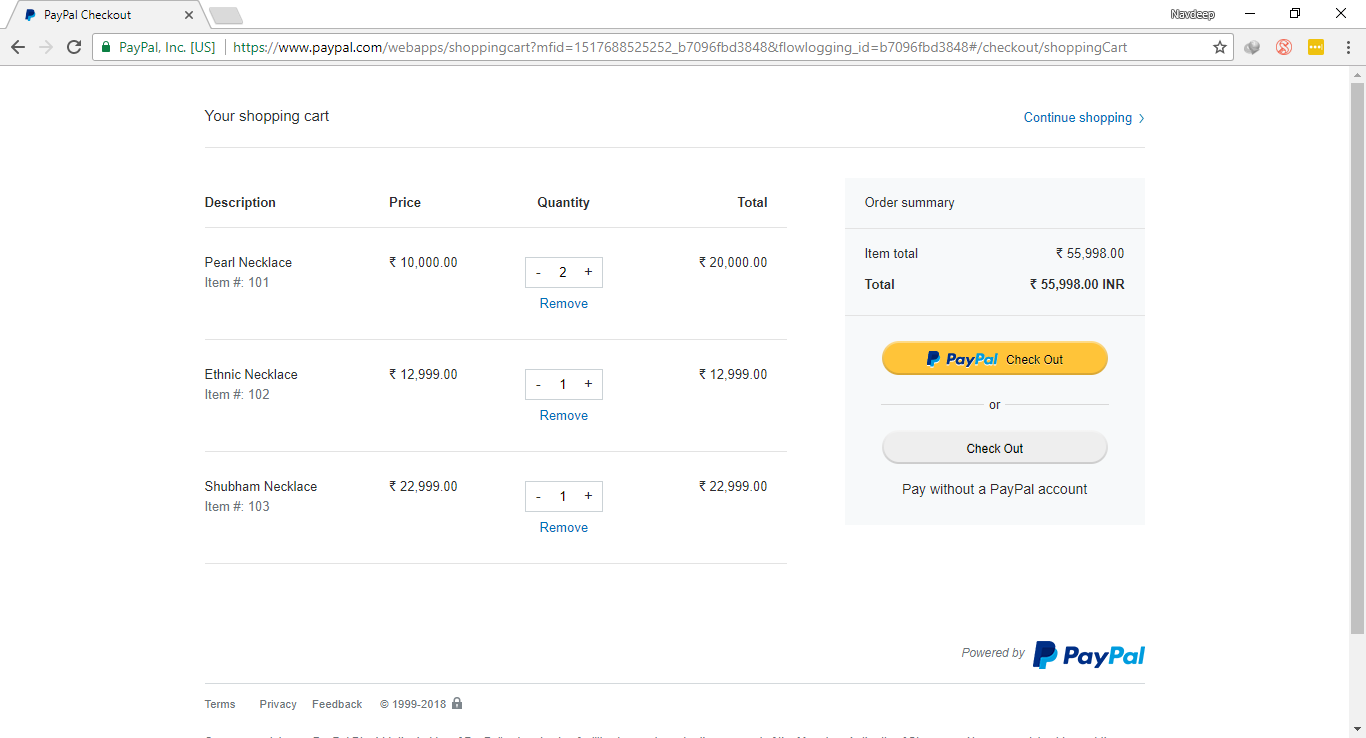 PayPal Checkout
Navdeep
PayPal, Inc. [US] https://www.paypal.com/webapps/shoppingcart?mfid=1517688525252_b7096fbd3848&flowlogging_id=b7096fbd3848#/checkout/shoppingCart
Your shopping cart
Continue shopping >
Description Price Quantity Total
Pearl Necklace ₹ 10,000.00 - 2 + ₹ 20,000.00
Item #: 101
Remove
Ethnic Necklace ₹ 12,999.00 - 1 + ₹ 12,999.00
Item #: 102
Remove
Shubham Necklace ₹ 22,999.00 - 1 + ₹ 22,999.00
Item #: 103
Remove
Order summary
Item total ₹ 55,998.00
Total ₹ 55,998.00 INR
PayPal Check Out
or
Check Out
Pay without a PayPal account
Powered by PayPal
Terms Privacy Feedback © 1999-2018